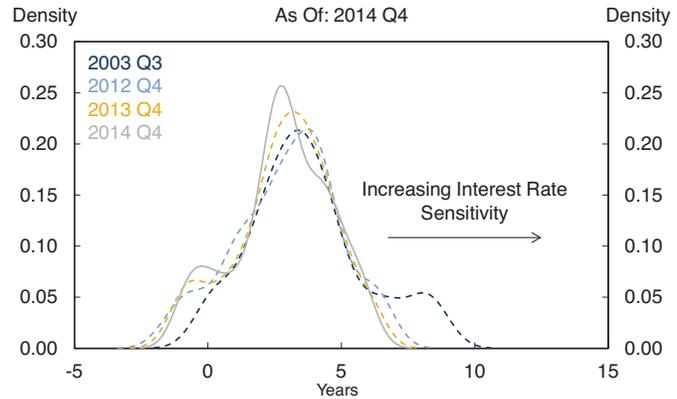 Density As Of: 2014 Q4 Density
0.30 0.30
2003 Q3
0.25 2012 Q4 0.25
2013 Q4
2014 Q4
0.20 0.20
0.15 Increasing Interest Rate 0.15
Sensitivity
0.10 0.10
0.05 0.05
0.00 0.00
-5 0 5 10 15
Years